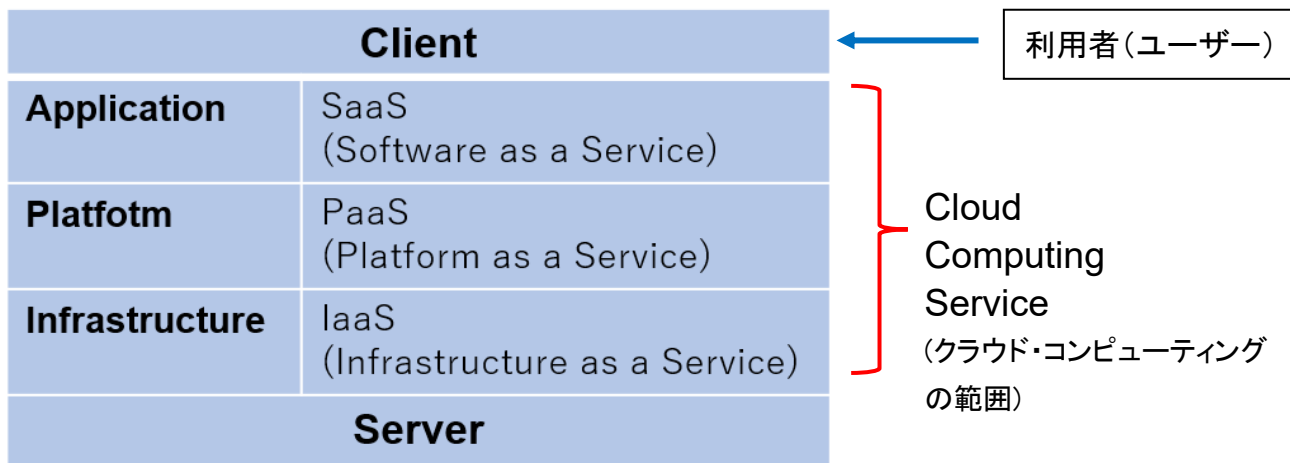 Client
利用者(ユーザー)
Application
SaaS
(Software as a Service)
Platfotm
PaaS
(Platform as a Service)
Infrastructure
IaaS
(Infrastructure as a Service)
Server
Cloud
Computing
Service
(クラウド・コンピューティング
の範囲)